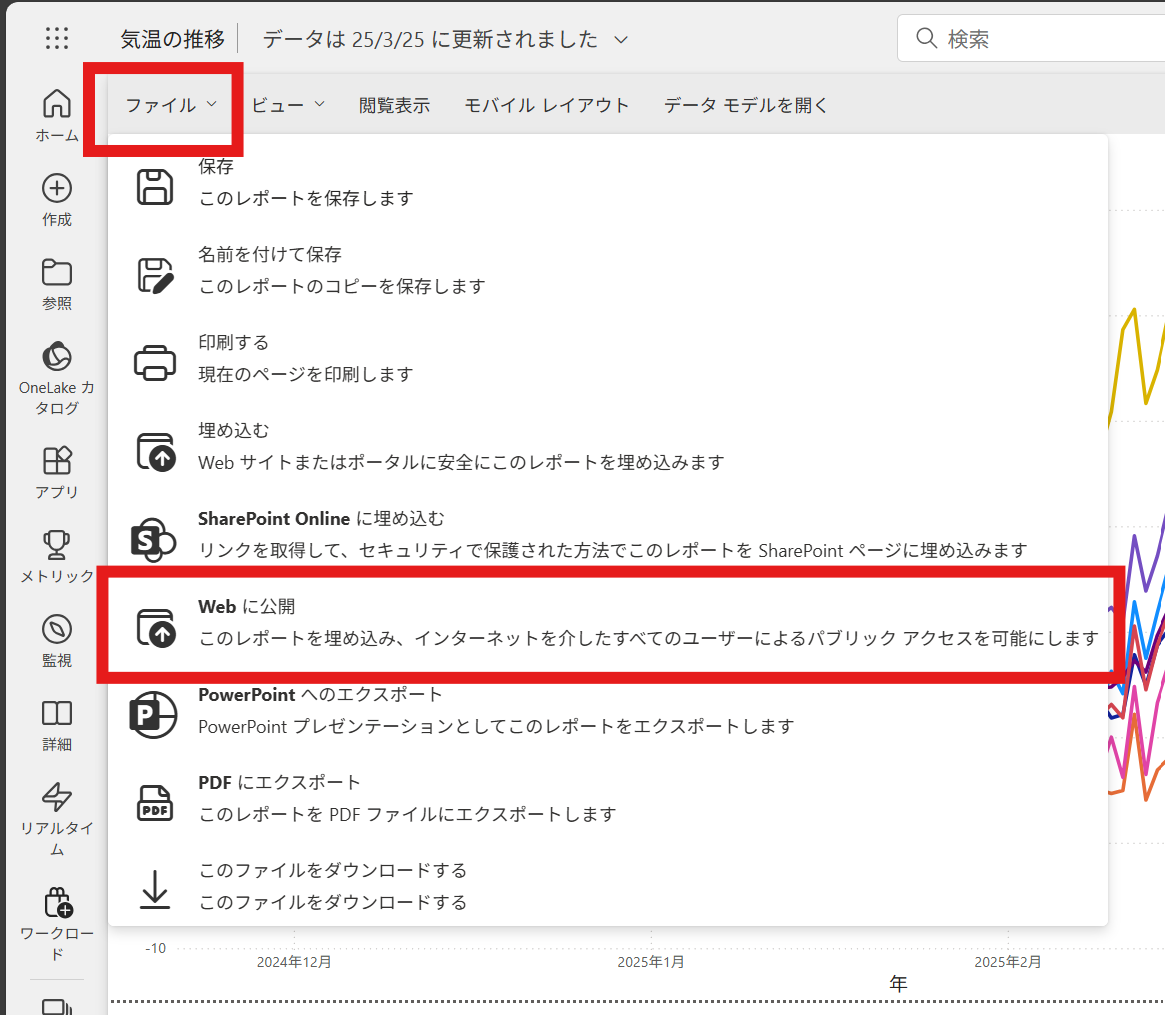 気温の推移
データは 25/3/25 に更新されました
検索
ファイル
ビュー
閲覧表示
モバイル レイアウト
データ モデルを開く
ホーム
作成
参照
OneLake カ
タログ
アプリ
メトリック
監視
詳細
リアルタイ
ム
ワークロー
ド
保存
このレポートを保存します
名前を付けて保存
このレポートのコピーを保存します
印刷する
現在のページを印刷します
埋め込む
Web サイトまたはポータルに安全にこのレポートを埋め込みます
SharePoint Online に埋め込む
リンクを取得して、セキュリティで保護された方法でこのレポートを SharePoint ページに埋め込みます
Web に公開
このレポートを埋め込み、インターネットを介したすべてのユーザーによるパブリック アクセスを可能にします
PowerPoint へのエクスポート
PowerPoint プレゼンテーションとしてこのレポートをエクスポートします
PDF にエクスポート
このレポートを PDF ファイルにエクスポートします
このファイルをダウンロードする
このファイルをダウンロードする
-10
2024年12月
2025年1月
2025年2月
年